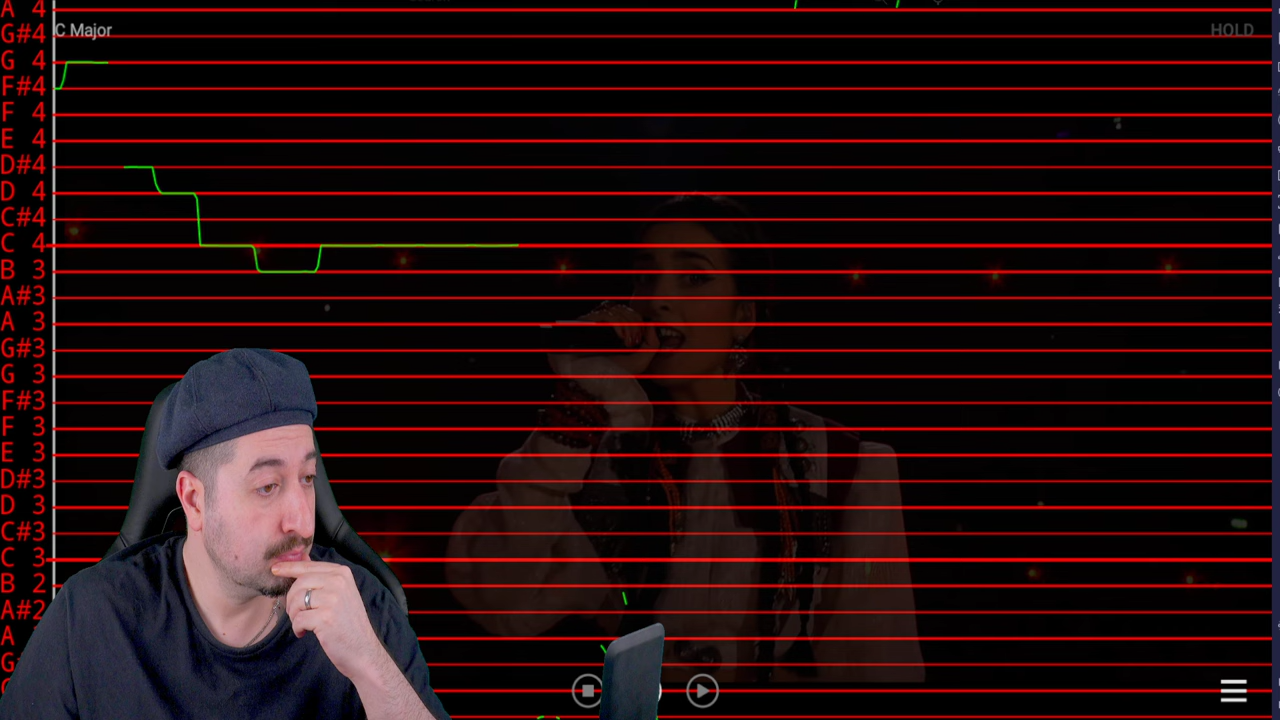 A 4
G#4
C Major
HOLD
G 4
F#4
F 4
E 4
D#4
D 4
C#4
C 4
B 3
A#3
A 3
G#3
G 3
F#3
F 3
E 3
D#3
D 3
C#3
C 3
B 2
A#2
A
G